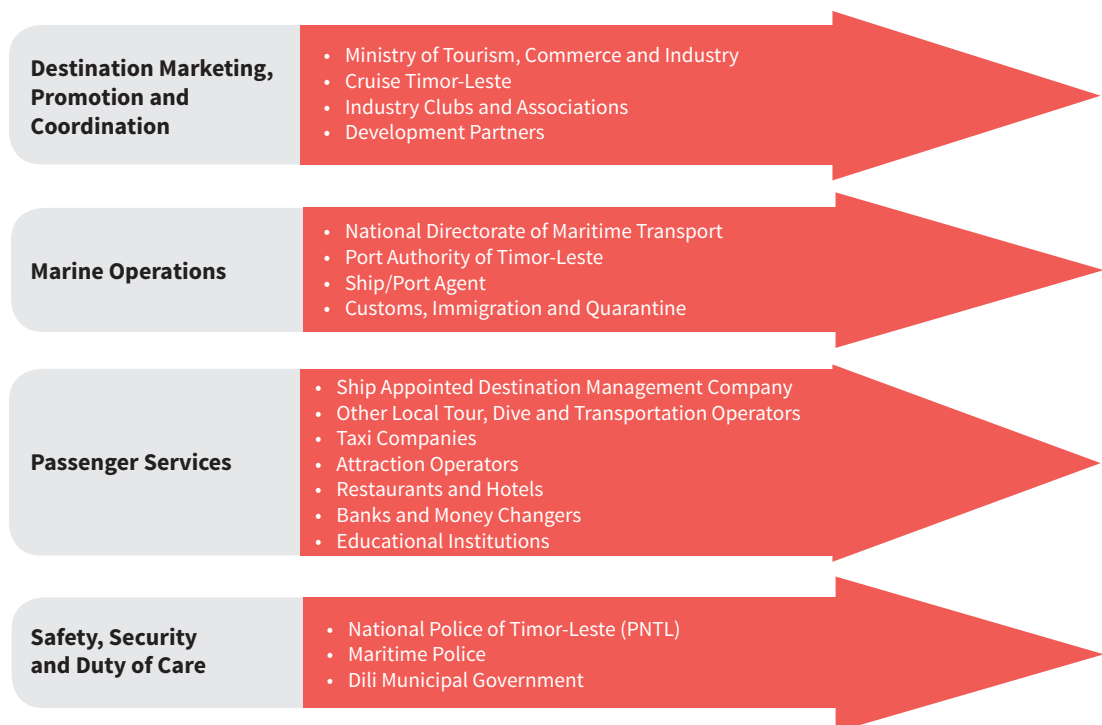 Destination Marketing,
Promotion and
Coordination
• Ministry of Tourism, Commerce and Industry
• Cruise Timor-Leste
• Industry Clubs and Associations
• Development Partners
Marine Operations
• National Directorate of Maritime Transport
• Port Authority of Timor-Leste
• Ship/Port Agent
• Customs, Immigration and Quarantine
Passenger Services
• Ship Appointed Destination Management Company
• Other Local Tour, Dive and Transportation Operators
• Taxi Companies
• Attraction Operators
• Restaurants and Hotels
• Banks and Money Changers
• Educational Institutions
Safety, Security
and Duty of Care
• National Police of Timor-Leste (PNTL)
• Maritime Police
• Dili Municipal Government